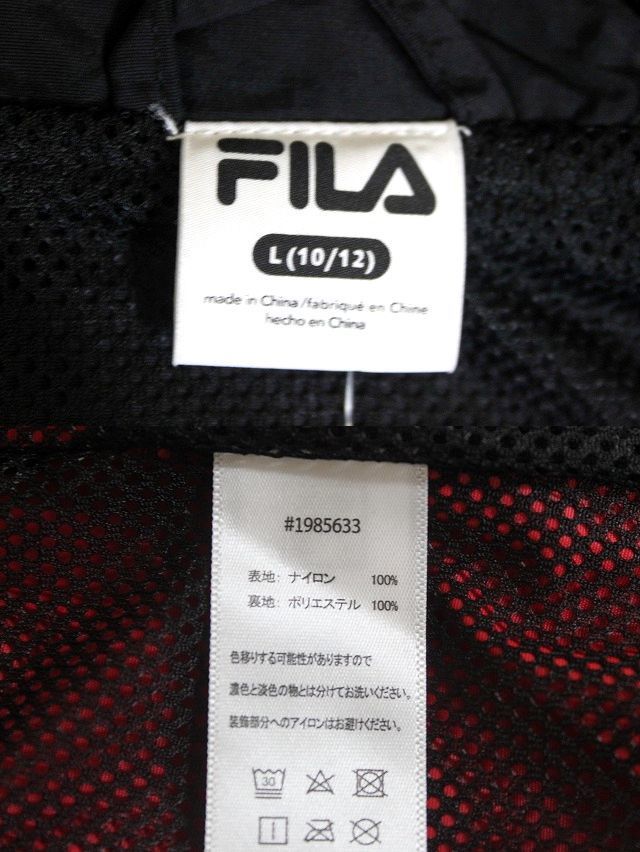 FILA
L (10/12)
made in China/fabriqué en Chine
hecho en China
#1985633
表地: ナイロン 100%
裏地: ポリエステル 100%
色移りする可能性がありますので
濃色と淡色の物とは分けてお洗いください。
装飾部分へのアイロンはお避けください。
30